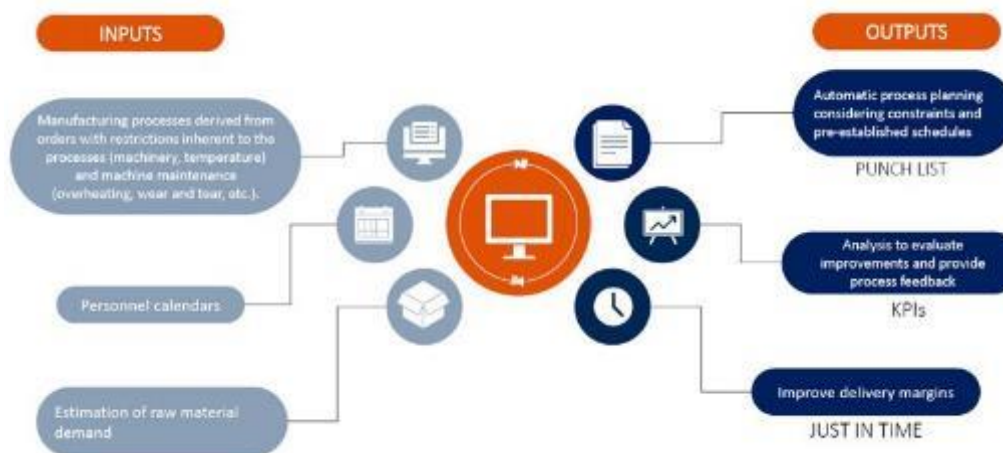 INPUTS
Manufacturing processes derived from
orders with restrictions inherent to the
processes (machinery, temperature)
and machine maintenance
(overheating, wear and tear, etc.).
Personnel calendars
Estimation of raw material
demand
OUTPUTS
Automatic process planning
considering constraints and
pre-established schedules
PUNCH LIST
Analysis to evaluate
improvements and provide
process feedback
KPIs
Improve delivery margins
JUST IN TIME